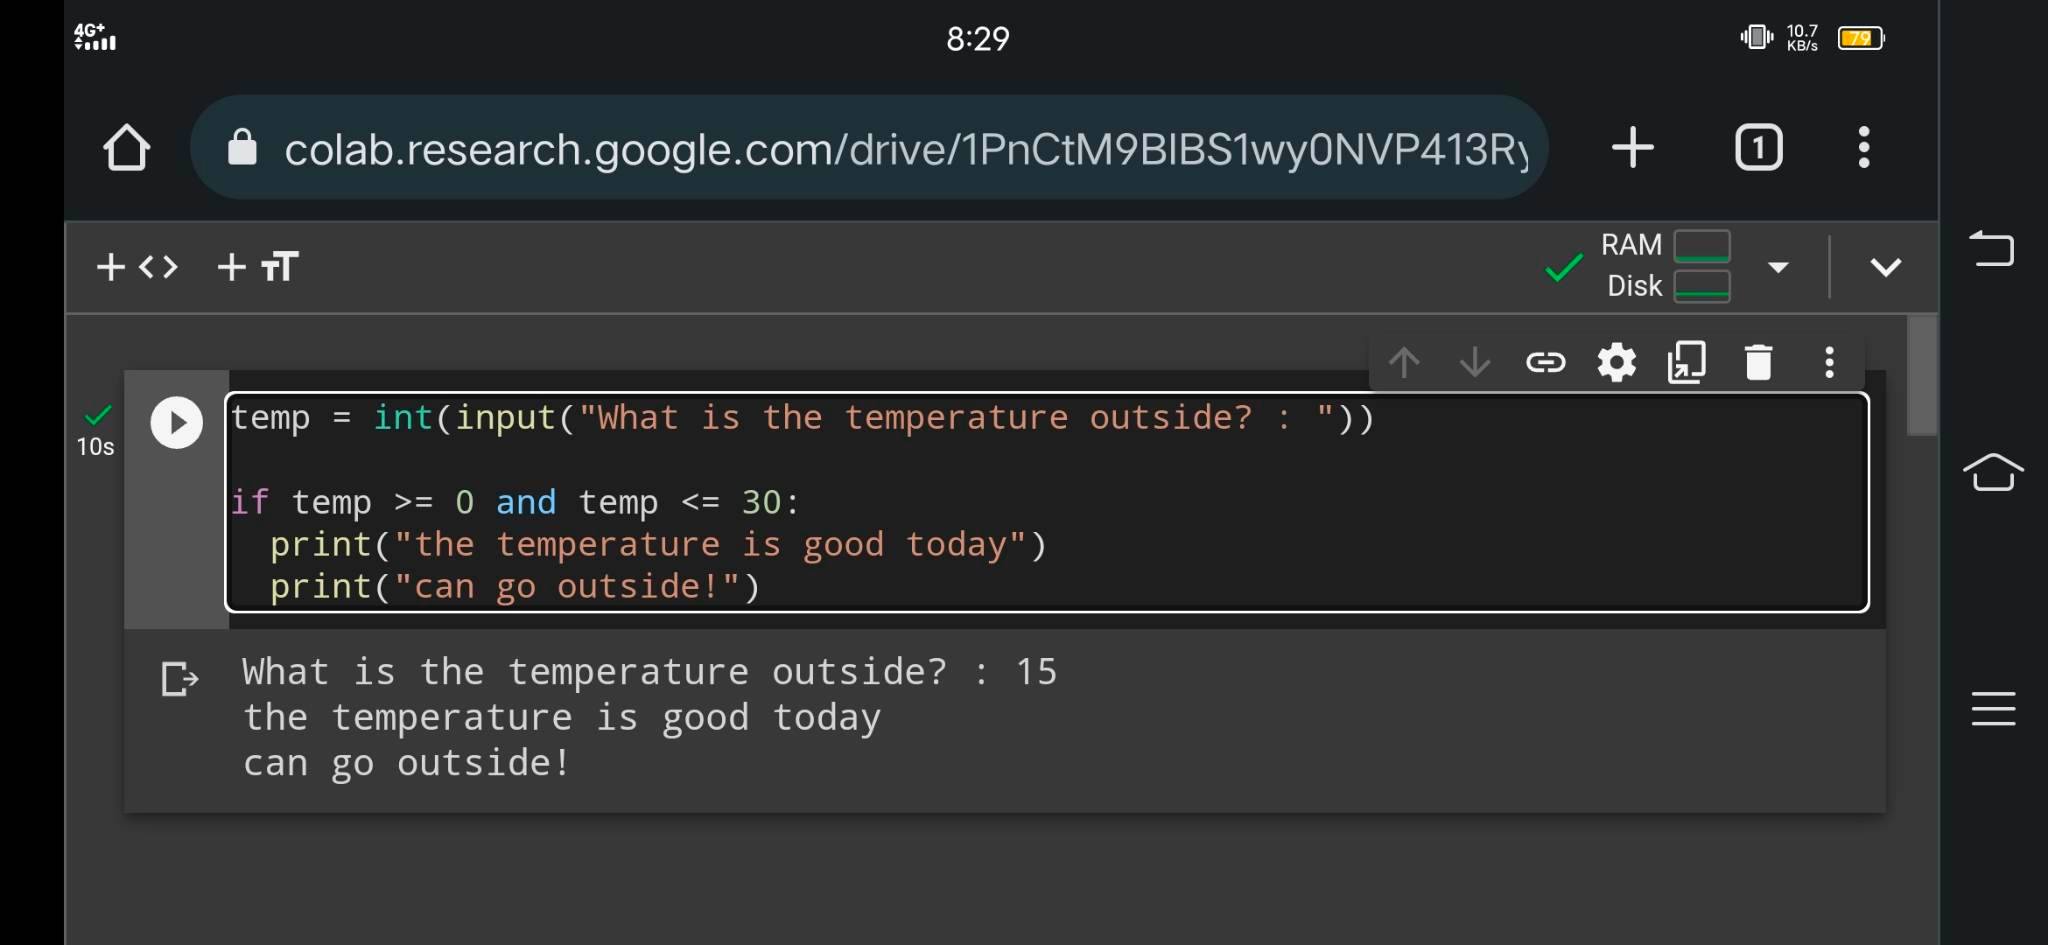 4G+
8:29
10.7
KB/s
79
colab.research.google.com/drive/1PnCtM9BIBS1wy0NVP413Ry
1
RAM
Disk
10s
temp = int(input("What is the temperature outside? : "))
if temp >= 0 and temp <= 30:
print("the temperature is good today")
print("can go outside!")
What is the temperature outside? : 15
the temperature is good today
can go outside!